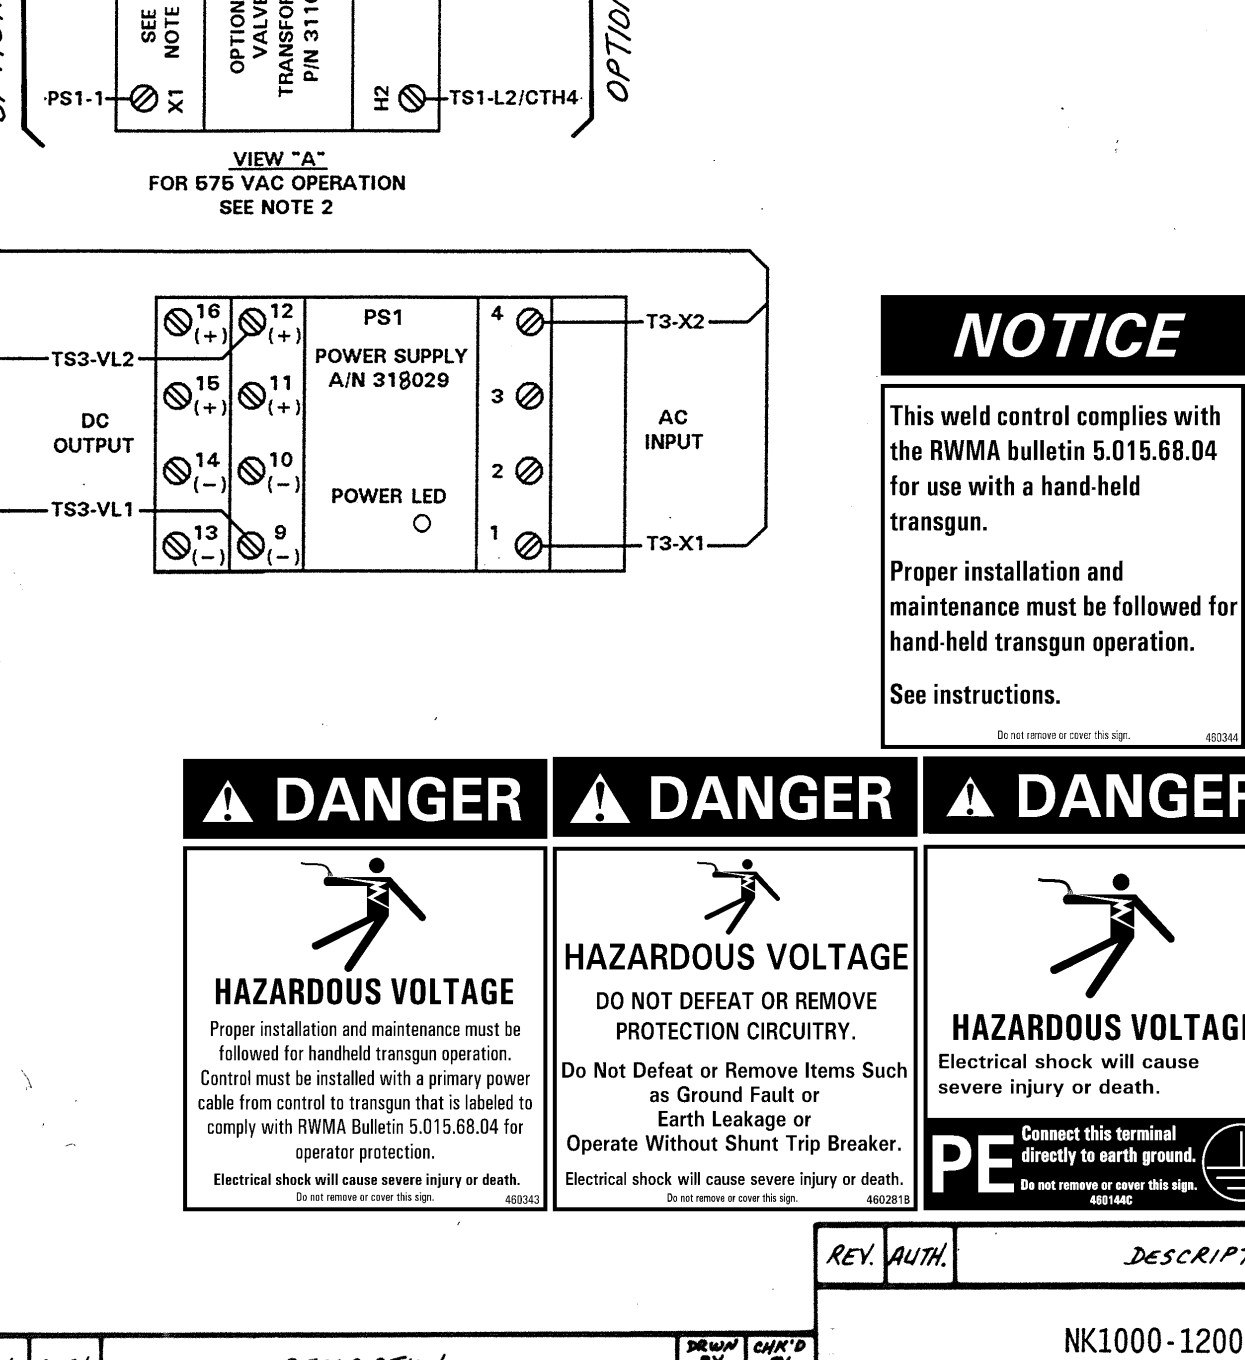 SEE
NOTE
X1
VALVE
P/N
H2
PS1-1
TS1-L2/CTH4
VIEW "A"
FOR 575 VAC OPERATION
SEE NOTE 2
16
(+)
12
(+)
PS1
4
T3-X2
TS3-VL2
POWER SUPPLY
A/N 318029
15
(+)
11
(+)
3
DC
OUTPUT
AC
INPUT
14
(-)
10
(-)
2
POWER LED
TS3-VL1
13
(-)
9
(-)
1
T3-X1
NOTICE
This weld control complies with
the RWMA bulletin 5.015.68.04
for use with a hand-held
transgun.
Proper installation and
maintenance must be followed for
hand-held transgun operation.
See instructions.
Do not remove or cover this sign.
460344
DANGER
HAZARDOUS VOLTAGE
Proper installation and maintenance must be
followed for handheld transgun operation.
Control must be installed with a primary power
cable from control to transgun that is labeled to
comply with RWMA Bulletin 5.015.68.04 for
operator protection.
Electrical shock will cause severe injury or death.
Do not remove or cover this sign.
460343
DANGER
HAZARDOUS VOLTAGE
DO NOT DEFEAT OR REMOVE
PROTECTION CIRCUITRY.
Do Not Defeat or Remove Items Such
as Ground Fault or
Earth Leakage or
Operate Without Shunt Trip Breaker.
Electrical shock will cause severe injury or death.
Do not remove or cover this sign.
460281B
DANGER
HAZARDOUS VOLTAG
Electrical shock will cause
severe injury or death.
PE
Connect this terminal
directly to earth ground.
Do not remove or cover this sign.
460144C
REV. AUTH. DESCRIPT
NK1000-1200
DRWN CHK'D